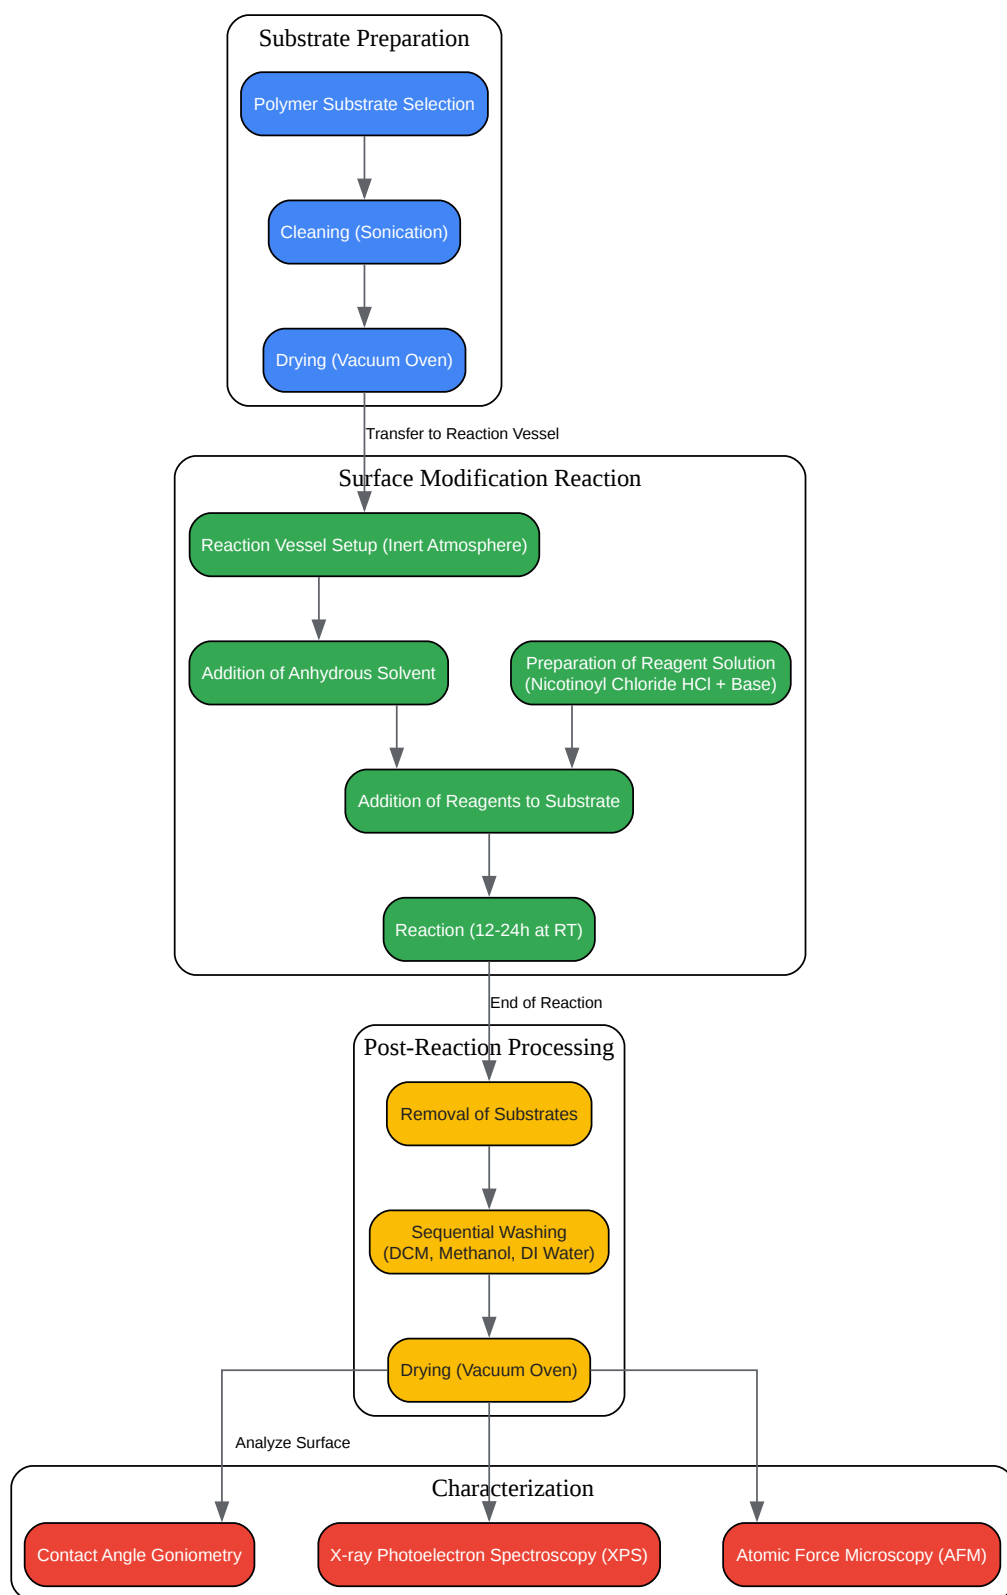 Substrate Preparation
Polymer Substrate Selection
Cleaning (Sonication)
Drying (Vacuum Oven)
Transfer to Reaction Vessel
Surface Modification Reaction
Reaction Vessel Setup (Inert Atmosphere)
Addition of Anhydrous Solvent
Preparation of Reagent Solution
(Nicotinoyl Chloride HCl + Base)
Addition of Reagents to Substrate
Reaction (12-24h at RT)
End of Reaction
Post-Reaction Processing
Removal of Substrates
Sequential Washing
(DCM, Methanol, DI Water)
Drying (Vacuum Oven)
Analyze Surface
Characterization
Contact Angle Goniometry
X-ray Photoelectron Spectroscopy (XPS)
Atomic Force Microscopy (AFM)